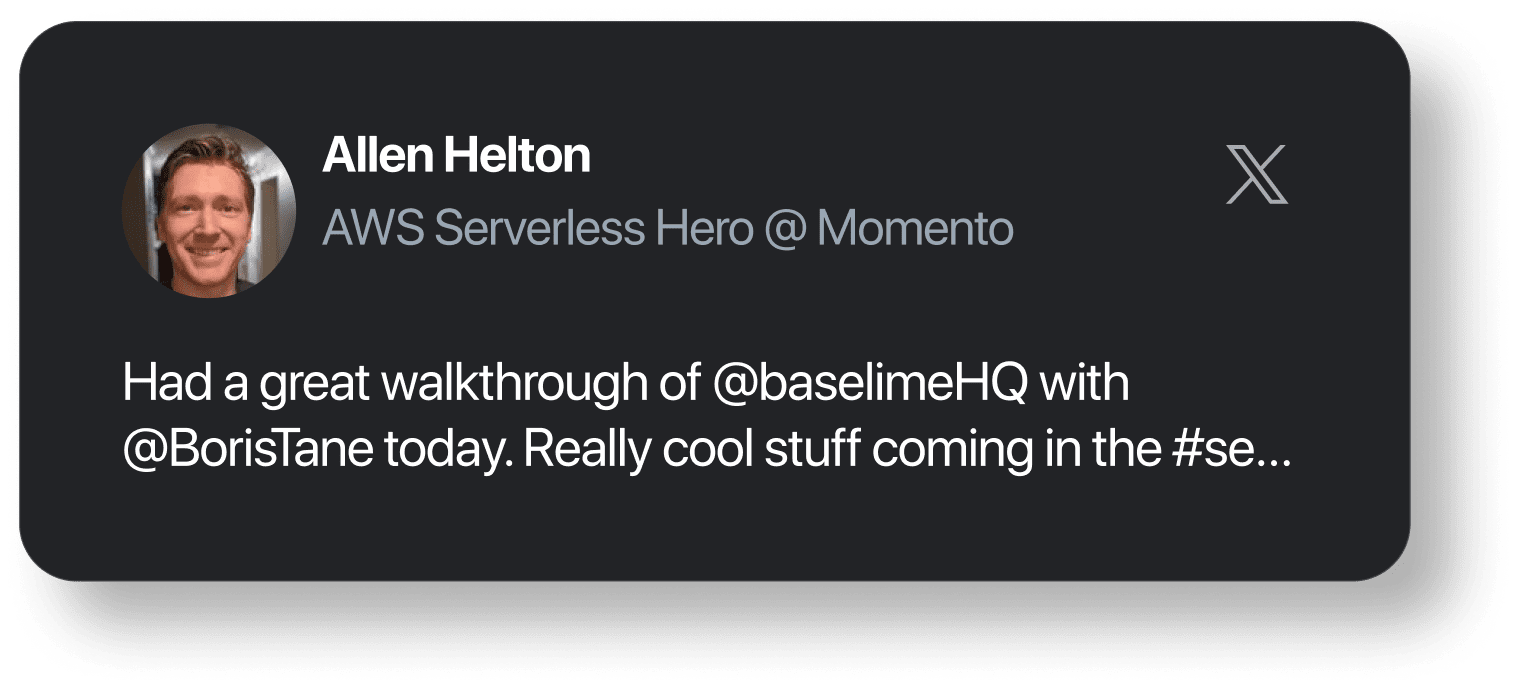 Allen Helton
AWS Serverless Hero @ Momento
Had a great walkthrough of @baselimeHQ with
@BorisTane today. Really cool stuff coming in the #se...